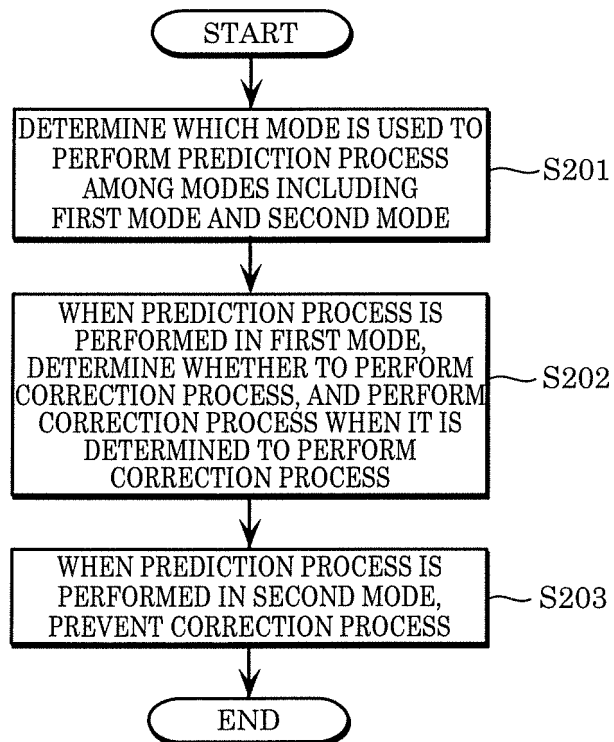 START
DETERMINE WHICH MODE IS USED TO
PERFORM PREDICTION PROCESS
AMONG MODES INCLUDING
FIRST MODE AND SECOND MODE
S201
WHEN PREDICTION PROCESS IS
PERFORMED IN FIRST MODE,
DETERMINE WHETHER TO PERFORM
CORRECTION PROCESS, AND PERFORM
CORRECTION PROCESS WHEN IT IS
DETERMINED TO PERFORM
CORRECTION PROCESS
S202
WHEN PREDICTION PROCESS IS
PERFORMED IN SECOND MODE,
PREVENT CORRECTION PROCESS
S203
END